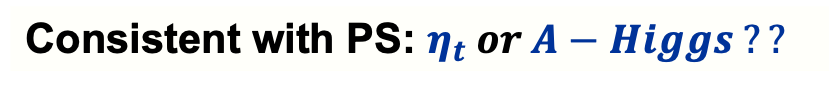 Consistent with PS: ηt or A – Higgs ??